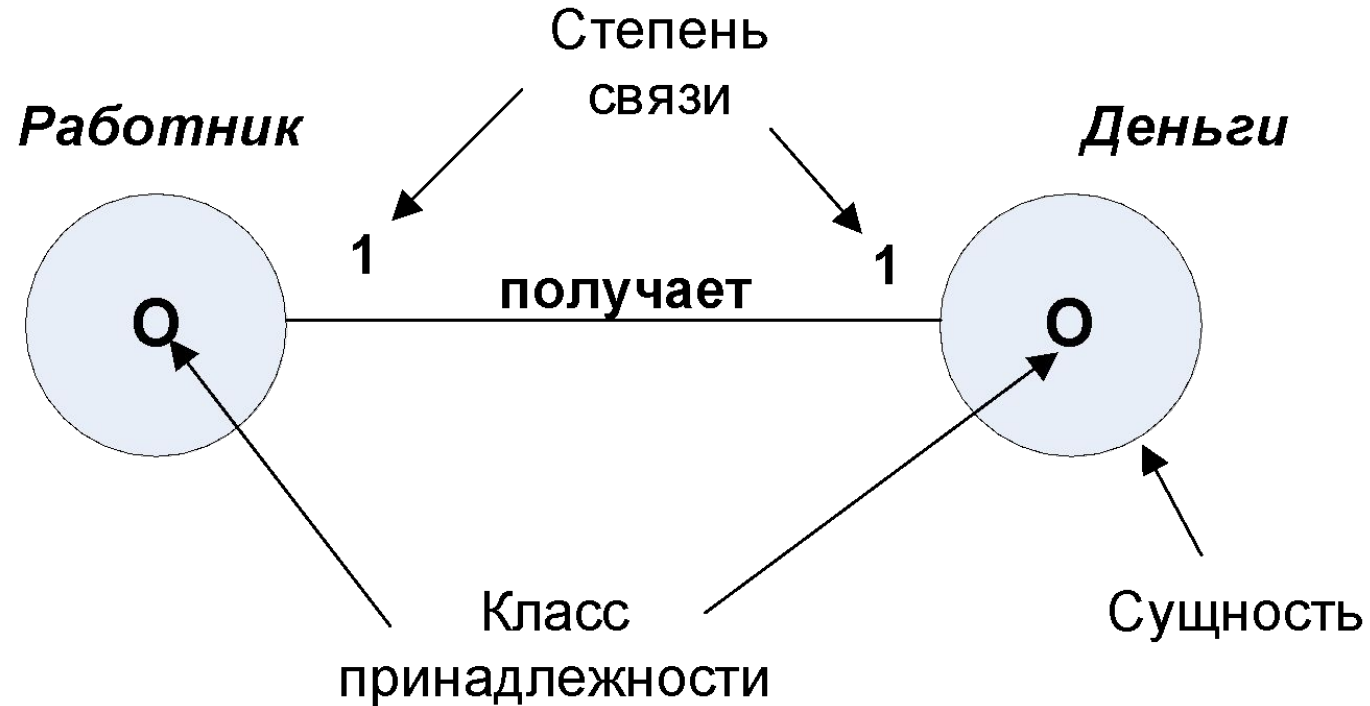 Степень
связи
Работник
Деньги
1
1
получает
О
О
Класс
принадлежности
Сущность